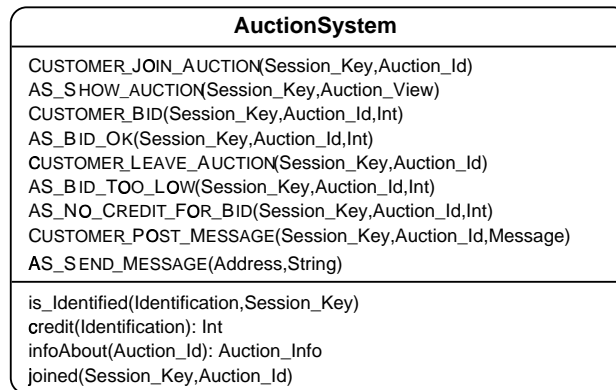 AuctionSystem
CUSTOMER_JOIN_AUCTION(Session_Key,Auction_Id)
AS_SHOW_AUCTION(Session_Key,Auction_View)
CUSTOMER_BID(Session_Key,Auction_Id,Int)
AS_BID_OK(Session_Key,Auction_Id,Int)
CUSTOMER_LEAVE_AUCTION(Session_Key,Auction_Id)
AS_BID_TOO_LOW(Session_Key,Auction_Id,Int)
AS_NO_CREDIT_FOR_BID(Session_Key,Auction_Id,Int)
CUSTOMER_POST_MESSAGE(Session_Key,Auction_Id,Message)
AS_SEND_MESSAGE(Address,String)
is_Identified(Identification,Session_Key)
credit(Identification): Int
infoAbout(Auction_Id): Auction_Info
joined(Session_Key,Auction_Id)